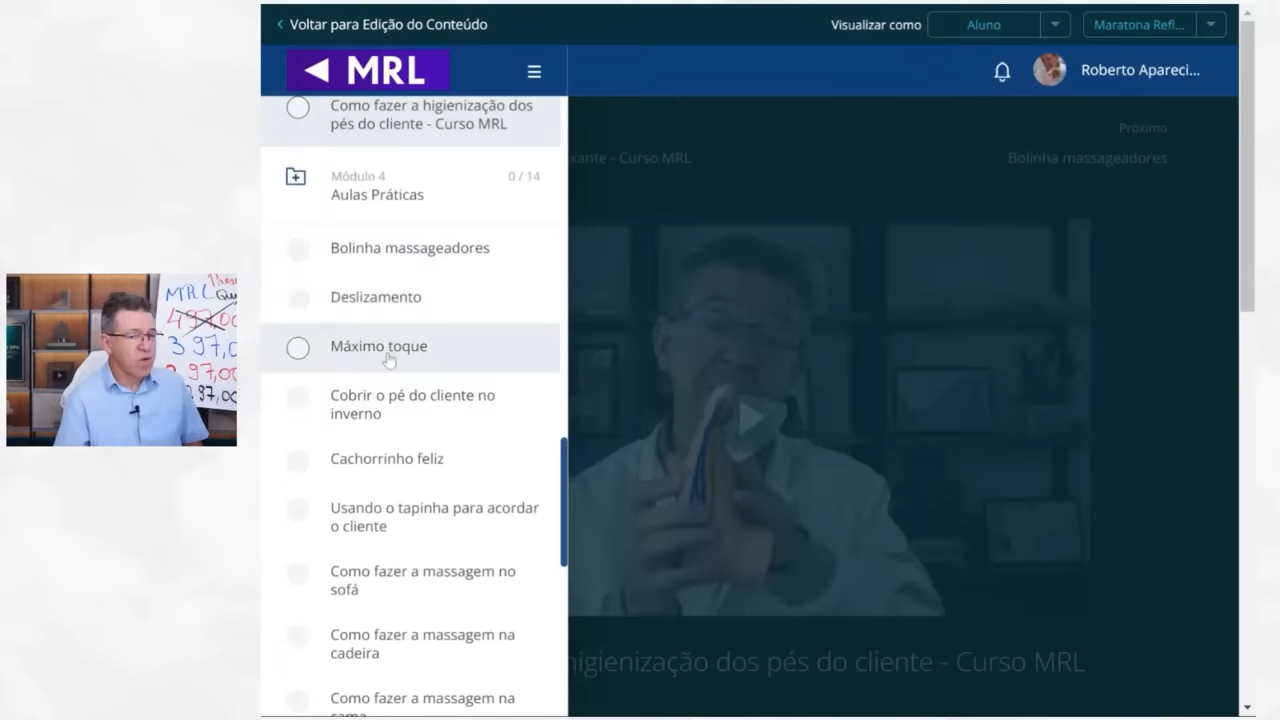 Voltar para Edição do Conteúdo
Visualizar como
Aluno
Maratona Refl...
MRL
Roberto Apareci...
Como fazer a higienização dos
pés do cliente - Curso MRL
Próximo
xante - Curso MRL
Bolinha massageadores
Módulo 4
0 / 14
Aulas Práticas
Bolinha massageadores
Deslizamento
Máximo toque
Cobrir o pé do cliente no
inverno
Cachorrinho feliz
Usando o tapinha para acordar
o cliente
Como fazer a massagem no
sofá
Como fazer a massagem na
cadeira
Como fazer a massagem na
higienização dos pés do cliente - Curso MRL
MRL
497,00
397,0